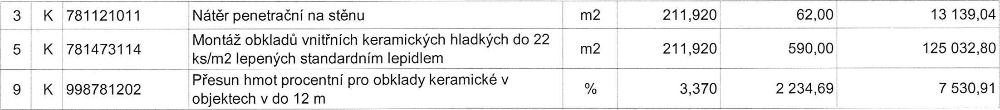 3 K 781121011 Nátěr penetrační na stěnu m2 211,920 62,00 13 139,04
5 K 781473114 Montáž obkladů vnitřních keramických hladkých do 22
ks/m2 lepených standardním lepidlem m2 211,920 590,00 125 032,80
9 K 998781202 Přesun hmot procentní pro obklady keramické v
objektech v do 12 m % 3,370 2 234,69 7 530,91